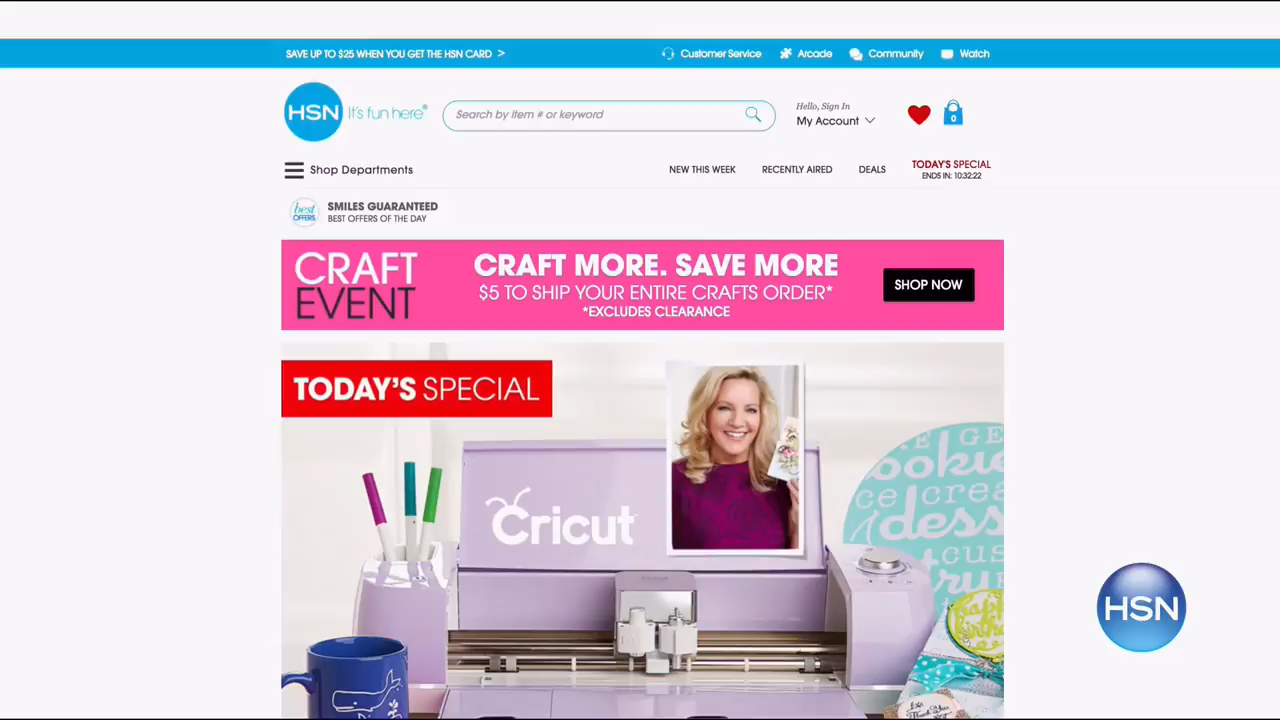 SAVE UP TO $25 WHEN YOU GET THE HSN CARD >
Customer Service
Arcade
Community
Watch
HSN It's fun here®
Search by item # or keyword
Hello, Sign In
My Account
0
Shop Departments
NEW THIS WEEK
RECENTLY AIRED
DEALS
TODAY'S SPECIAL
ENDS IN: 10:32:22
best
OFFERS
SMILES GUARANTEED
BEST OFFERS OF THE DAY
CRAFT
EVENT
CRAFT MORE. SAVE MORE
$5 TO SHIP YOUR ENTIRE CRAFTS ORDER*
*EXCLUDES CLEARANCE
SHOP NOW
TODAY'S SPECIAL
Cricut
HSN